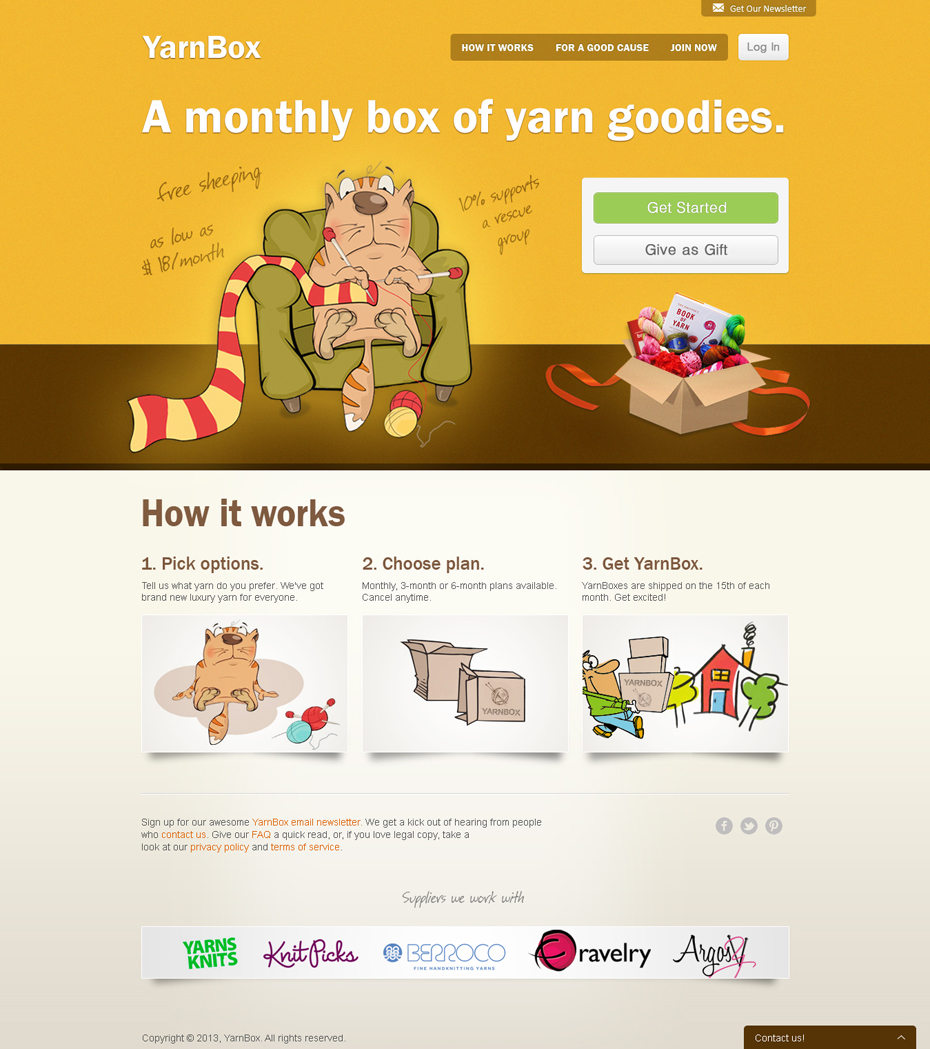 Get Our Newsletter
YarnBox
HOW IT WORKS
FOR A GOOD CAUSE
JOIN NOW
Log In
A monthly box of yarn goodies.
free sheeping
as low as
$18/month
10% supports
a rescue
group
Get Started
Give as Gift
BOOK
OF
YARN
How it works
1. Pick options.
Tell us what yarn do you prefer. We've got
brand new luxury yarn for everyone.
2. Choose plan.
Monthly, 3-month or 6-month plans available.
Cancel anytime.
3. Get YarnBox.
YarnBoxes are shipped on the 15th of each
month. Get excited!
YARNBOX
YARNBOX
Sign up for our awesome YarnBox email newsletter. We get a kick out of hearing from people
who contact us. Give our FAQ a quick read, or, if you love legal copy, take a
look at our privacy policy and terms of service.
Suppliers we work with
YARNS
KNITS
KnitPicks
BERROCO
FINE HANDKNITTING YARNS
ravelry
Argosy
Copyright © 2013, YarnBox. All rights reserved.
Contact us!